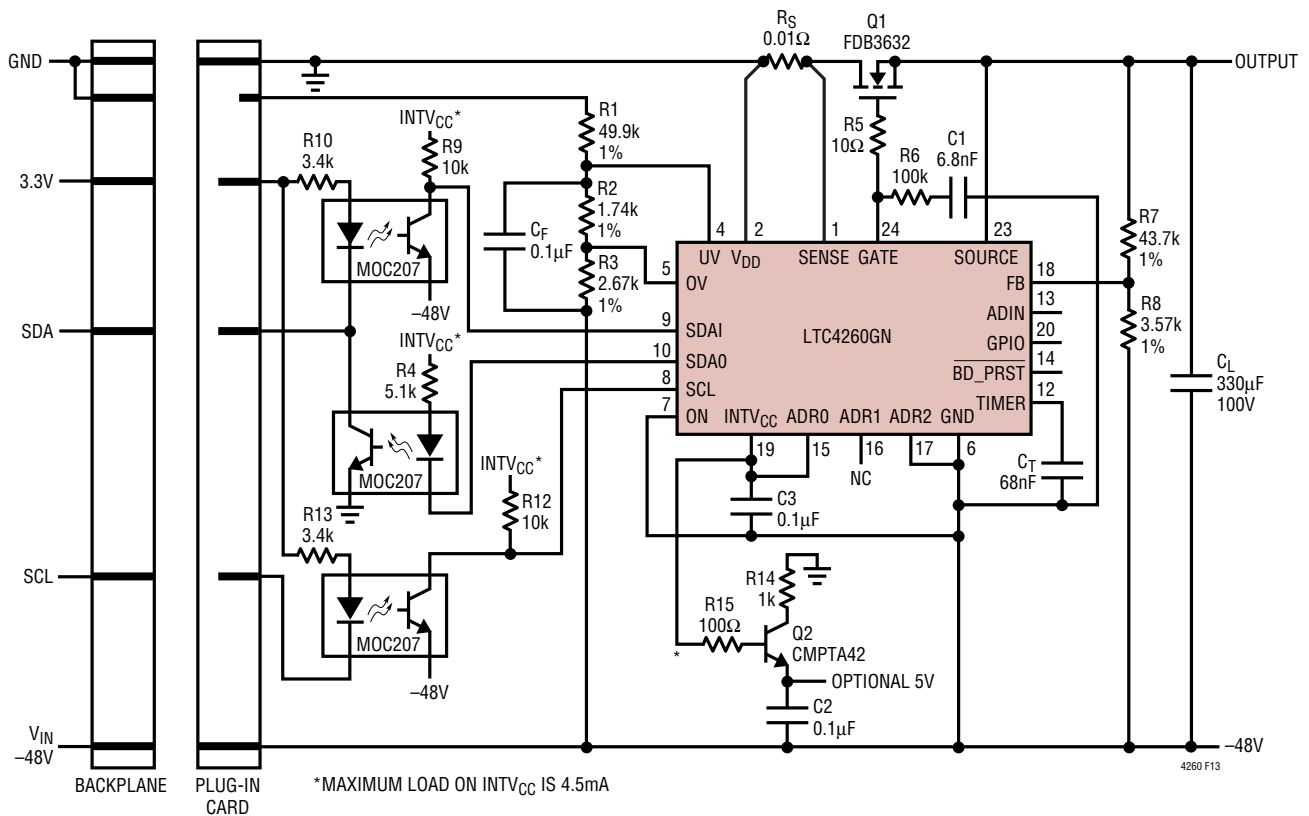 GND
3.3V
SDA
SCL
VIN
–48V
BACKPLANE
PLUG-IN
CARD
RS
0.01Ω
Q1
FDB3632
OUTPUT
R10
3.4k
INTVCC*
R9
10k
MOC207
–48V
INTVCC*
R4
5.1k
MOC207
R13
3.4k
INTVCC*
R12
10k
MOC207
–48V
R1
49.9k
1%
R2
1.74k
1%
CF
0.1µF
R3
2.67k
1%
R5
10Ω
R6
100k
C1
6.8nF
4
2
1
24
23
UV
VDD
SENSE
GATE
SOURCE
5
OV
9
SDAI
10
SDA0
8
SCL
7
ON
LTC4260GN
FB
18
ADIN
13
GPIO
20
BD_PRST
14
TIMER
12
INTVCC
ADR0
ADR1
ADR2
GND
19
15
16
17
6
NC
R7
43.7k
1%
R8
3.57k
1%
CL
330µF
100V
CT
68nF
C3
0.1µF
R14
1k
R15
100Ω
*
Q2
CMPTA42
OPTIONAL 5V
C2
0.1µF
–48V
4260 F13
*MAXIMUM LOAD ON INTVCC IS 4.5mA